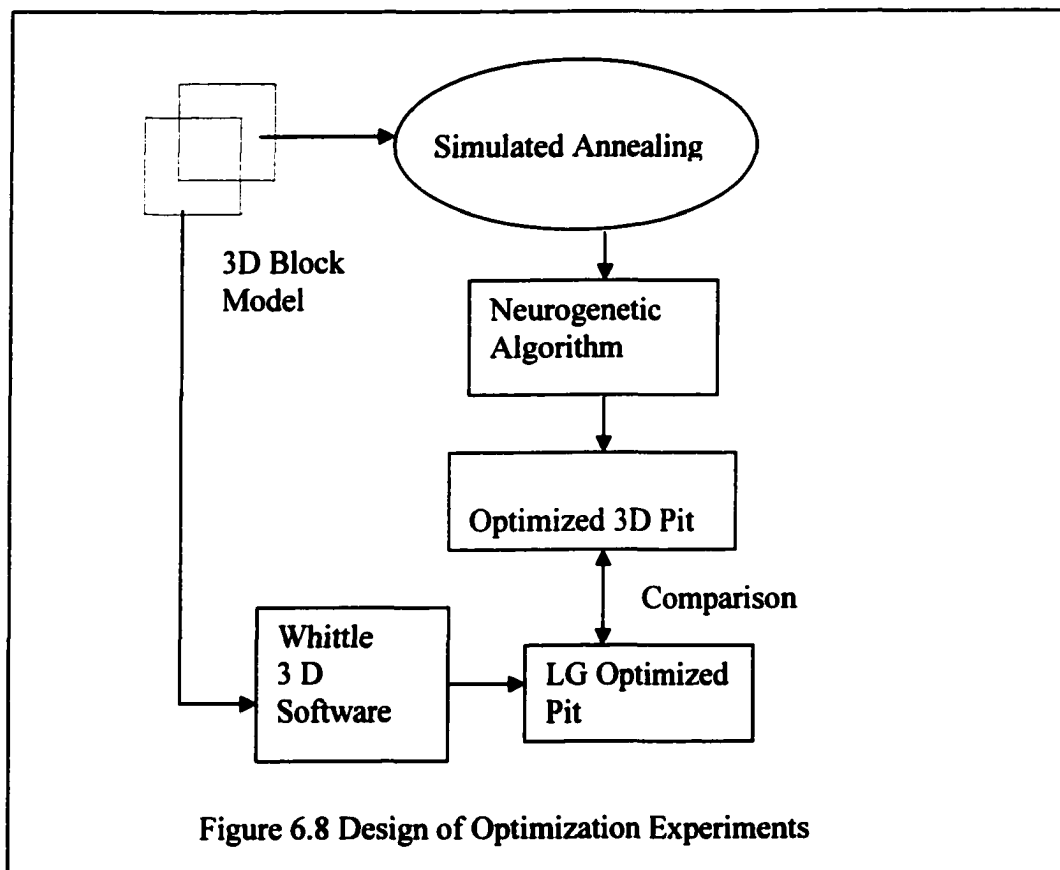 Simulated Annealing
3D Block
Model
Neurogenetic
Algorithm
Optimized 3D Pit
Comparison
Whittle
3 D
Software
LG Optimized
Pit
Figure 6.8 Design of Optimization Experiments